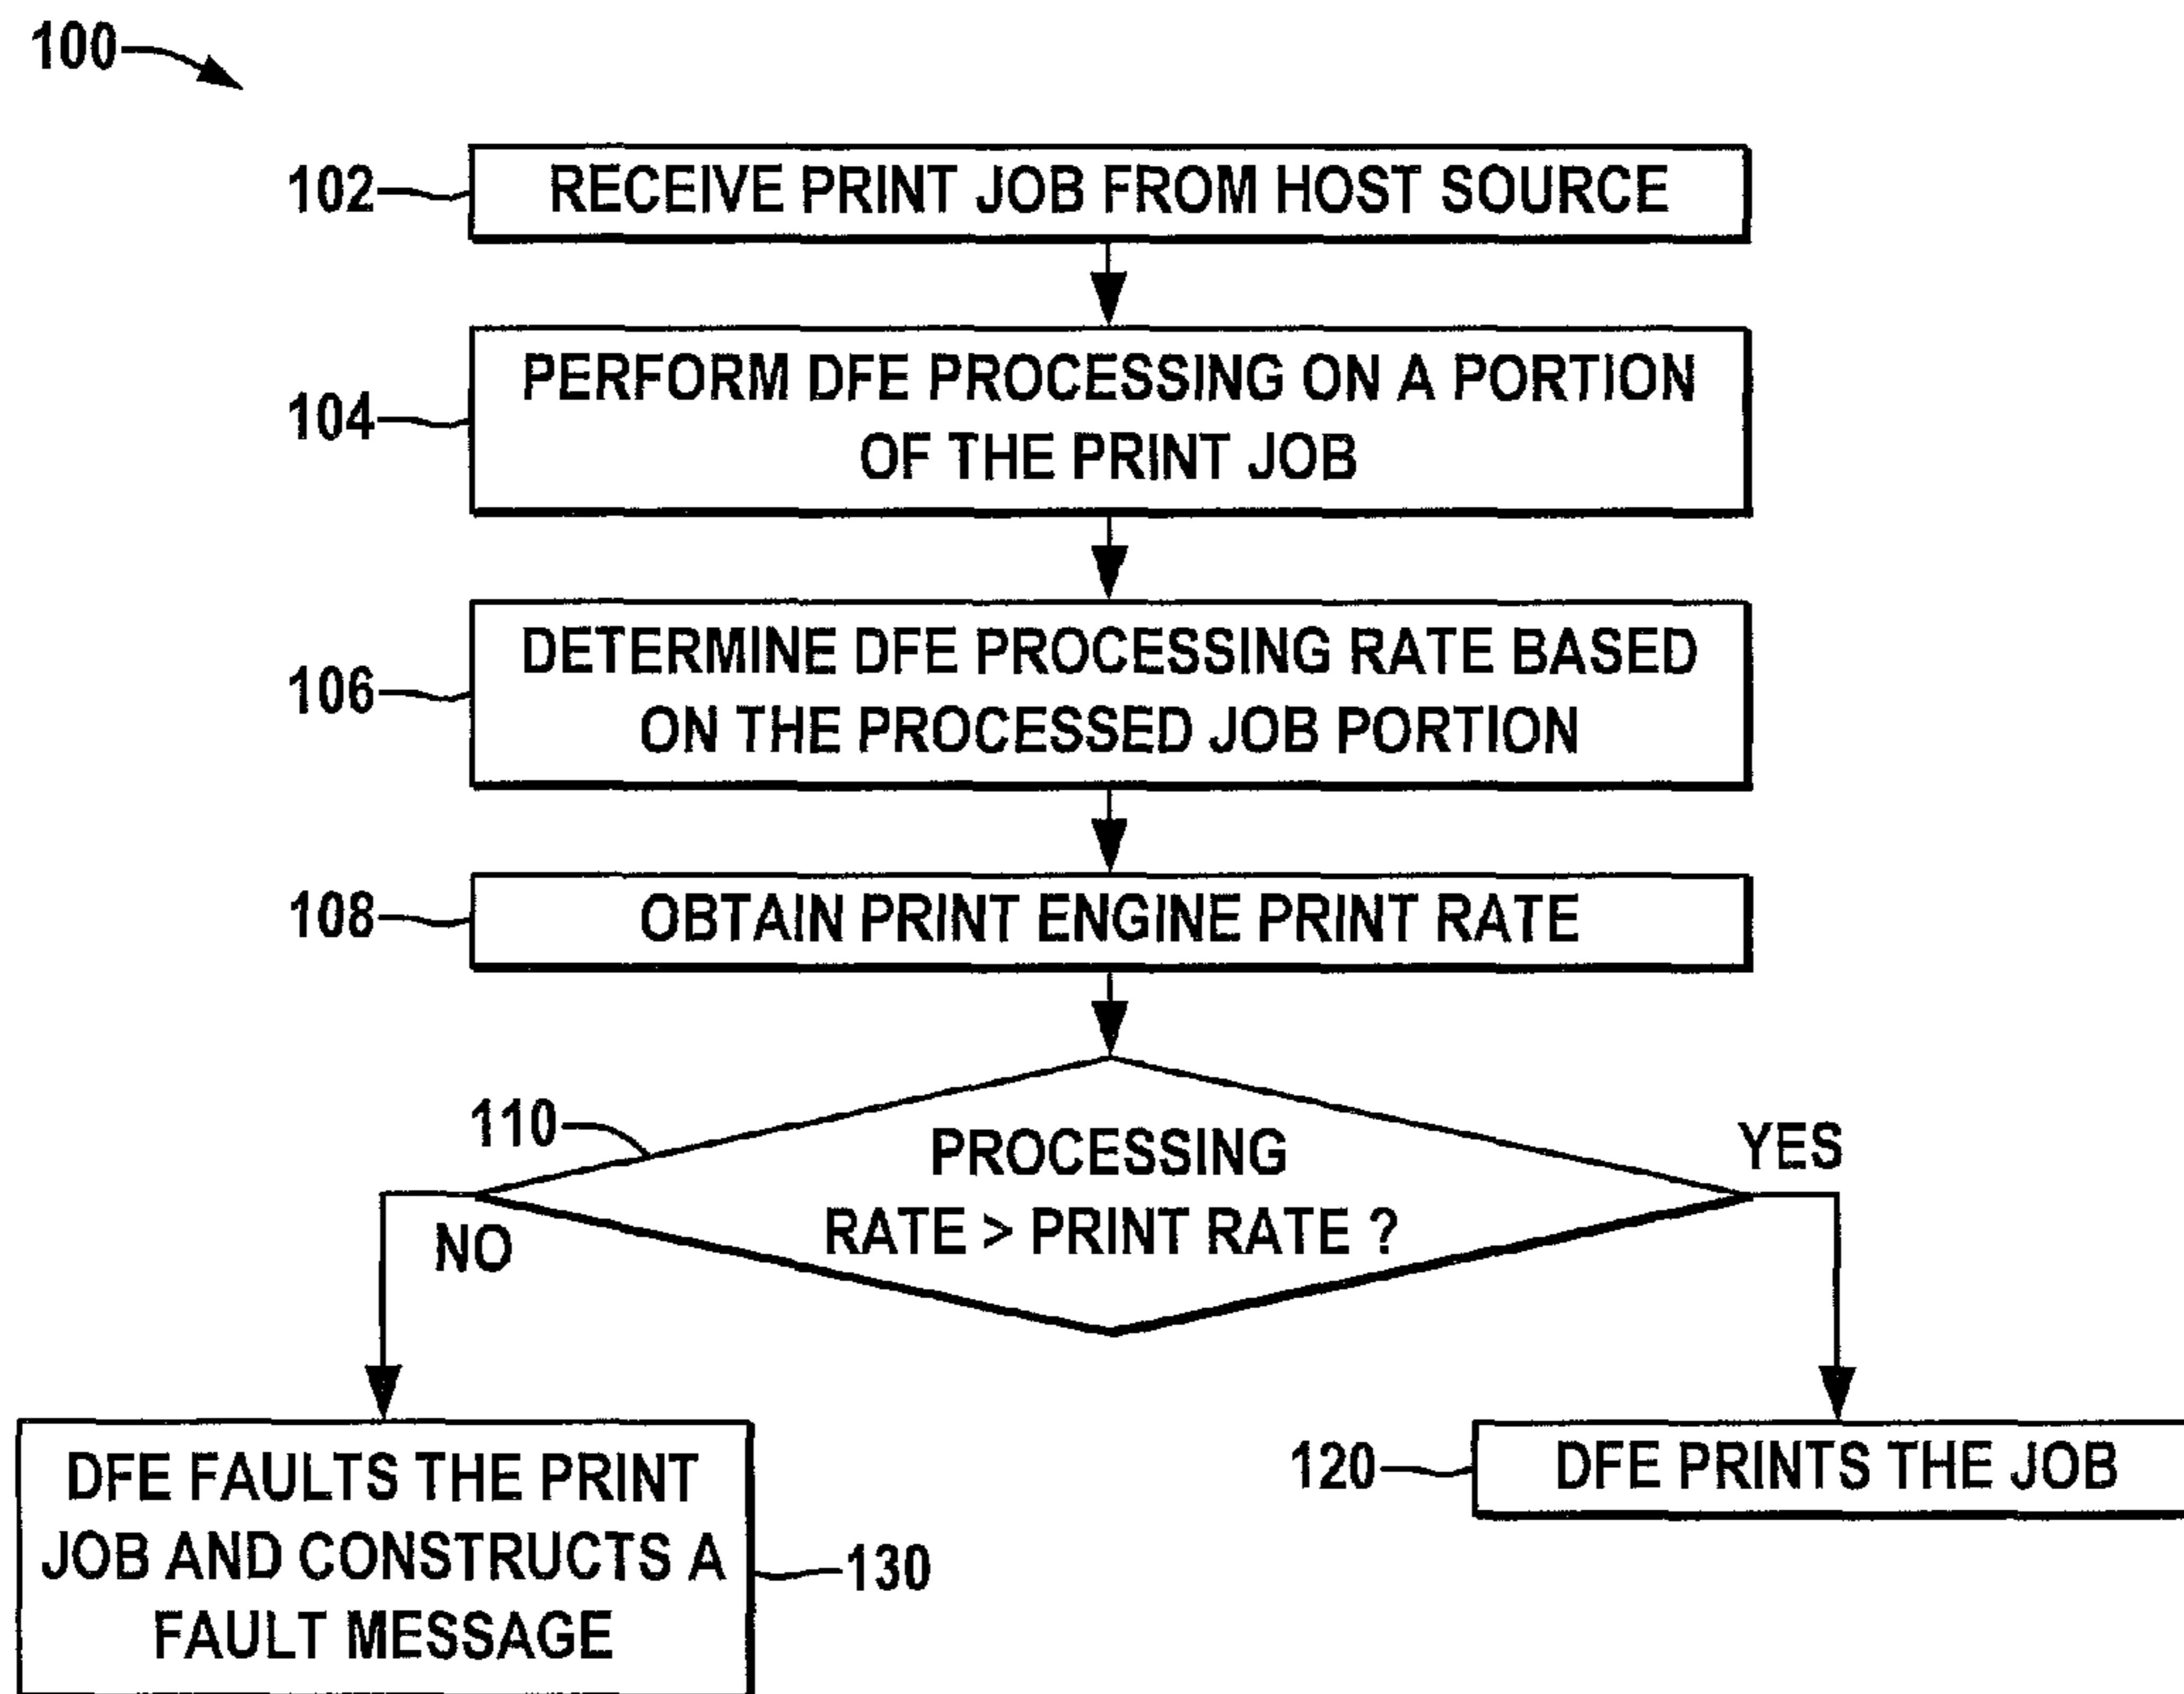 100
102
RECEIVE PRINT JOB FROM HOST SOURCE
104
PERFORM DFE PROCESSING ON A PORTION
OF THE PRINT JOB
106
DETERMINE DFE PROCESSING RATE BASED
ON THE PROCESSED JOB PORTION
108
OBTAIN PRINT ENGINE PRINT RATE
110
PROCESSING
RATE > PRINT RATE ?
YES
NO
DFE FAULTS THE PRINT
JOB AND CONSTRUCTS A
FAULT MESSAGE
130
120
DFE PRINTS THE JOB